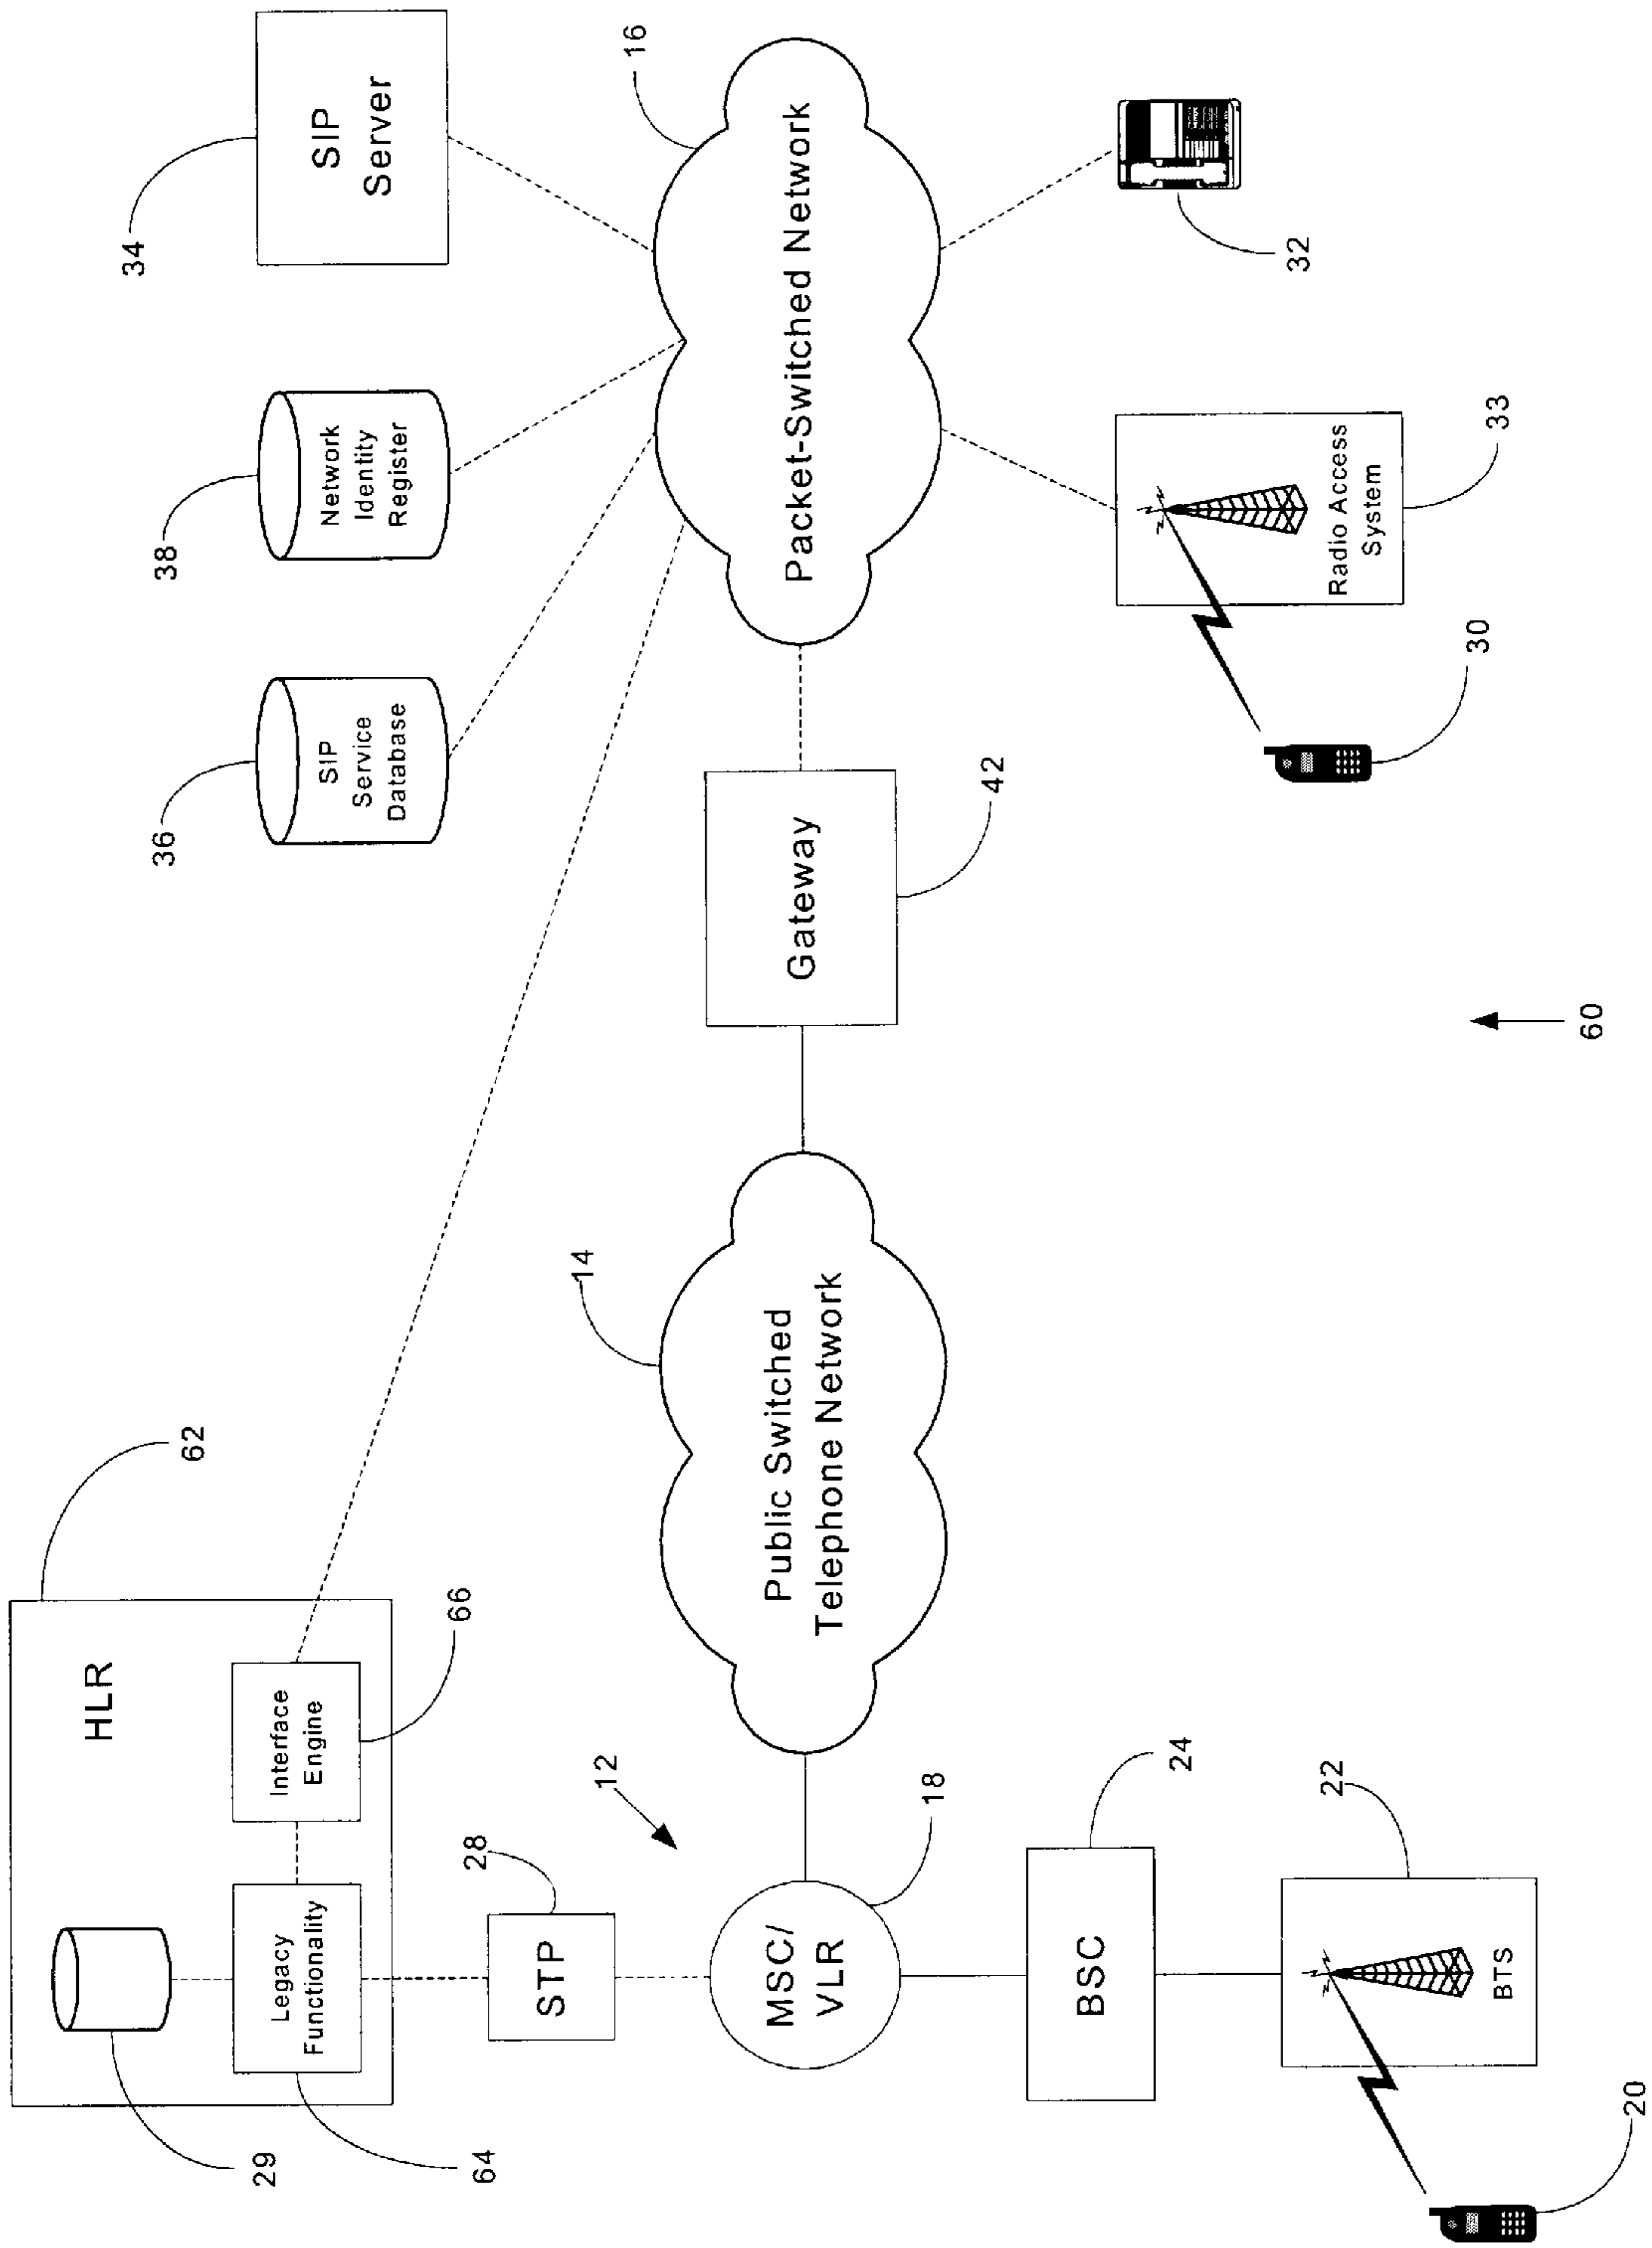 HLR
29
Legacy
Functionality
64
Interface
Engine
66
62
SIP
Service
Database
36
Network
Identity
Register
38
SIP
Server
34
STP
28
12
MSC/
VLR
18
Public Switched
Telephone Network
14
Gateway
42
Packet-Switched Network
16
BSC
24
BTS
22
20
Radio Access
System
33
30
32
60